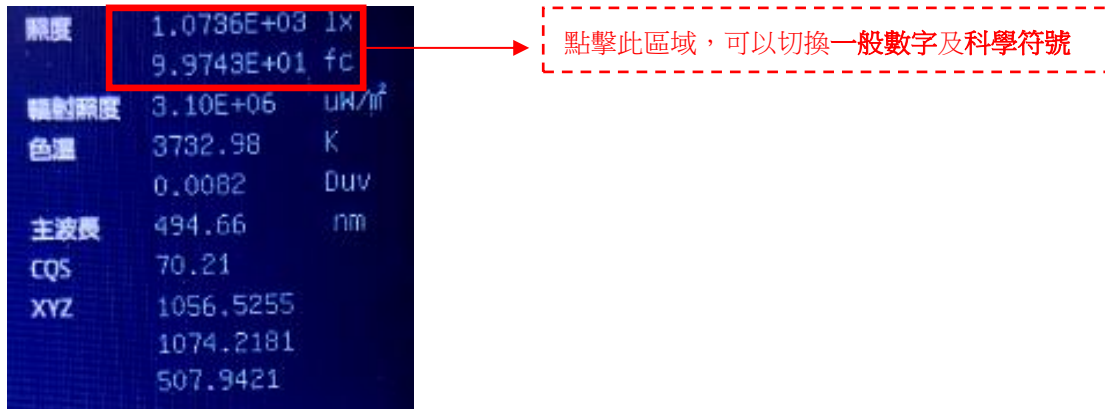 照度 1.0736E+03 lx
9.9743E+01 fc
輻射照度 3.10E+06 uW/㎡
色溫 3732.98 K
0.0082 Duv
主波長 494.66 nm
CQS 70.21
XYZ 1056.5255
1074.2181
507.9421
點擊此區域，可以切換一般數字及科學符號